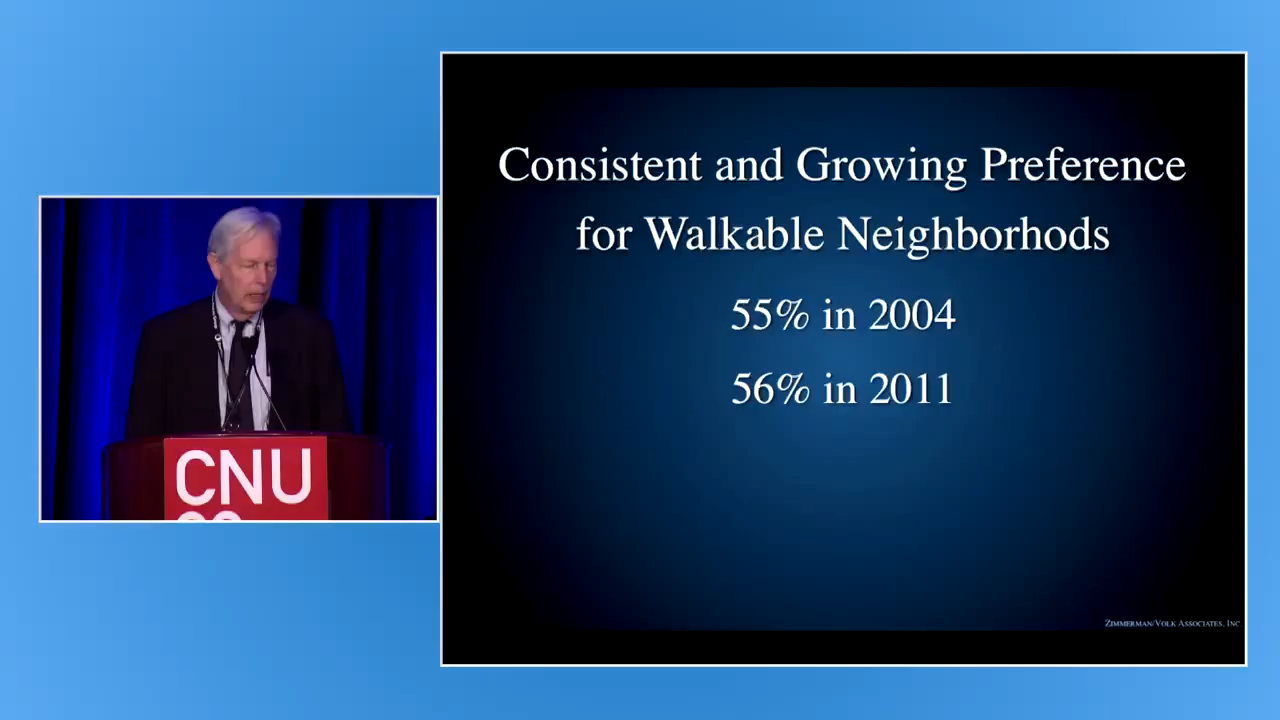 Consistent and Growing Preference
for Walkable Neighborhods
55% in 2004
56% in 2011
ZIMMERMAN/VOLK ASSOCIATES, INC
CNU